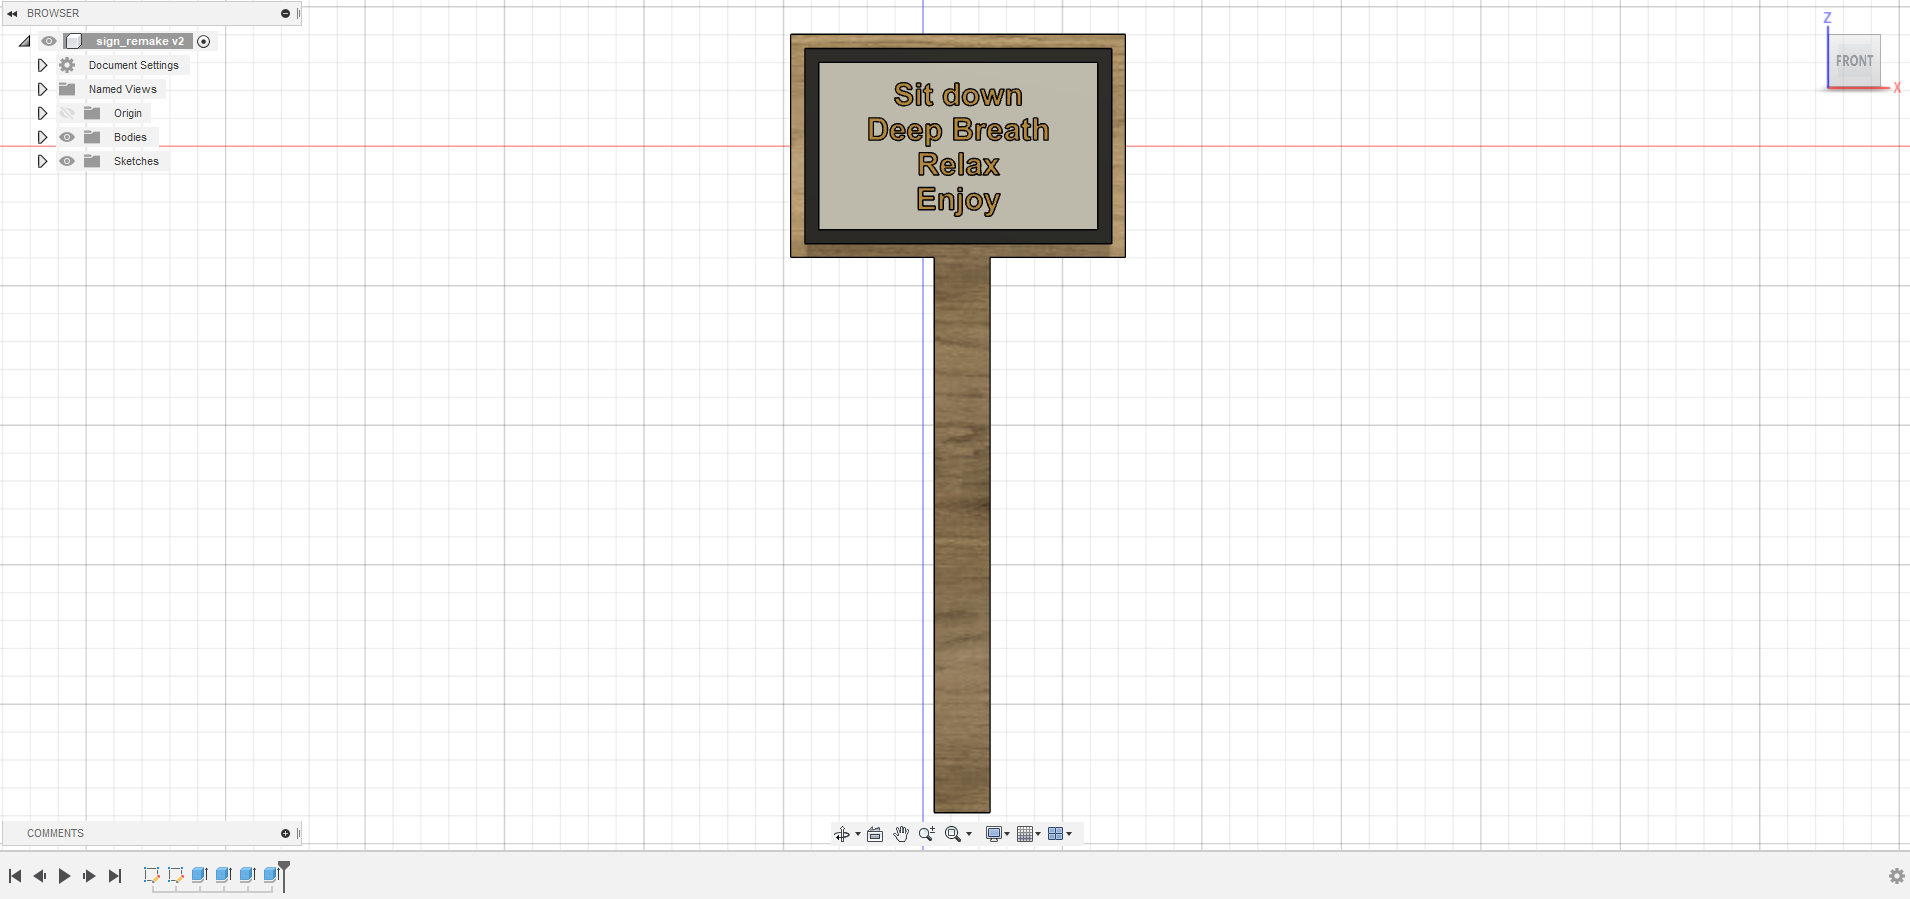 BROWSER
sign_remake v2
Document Settings
Named Views
Origin
Bodies
Sketches
Sit down
Deep Breath
Relax
Enjoy
Z
FRONT
X
COMMENTS